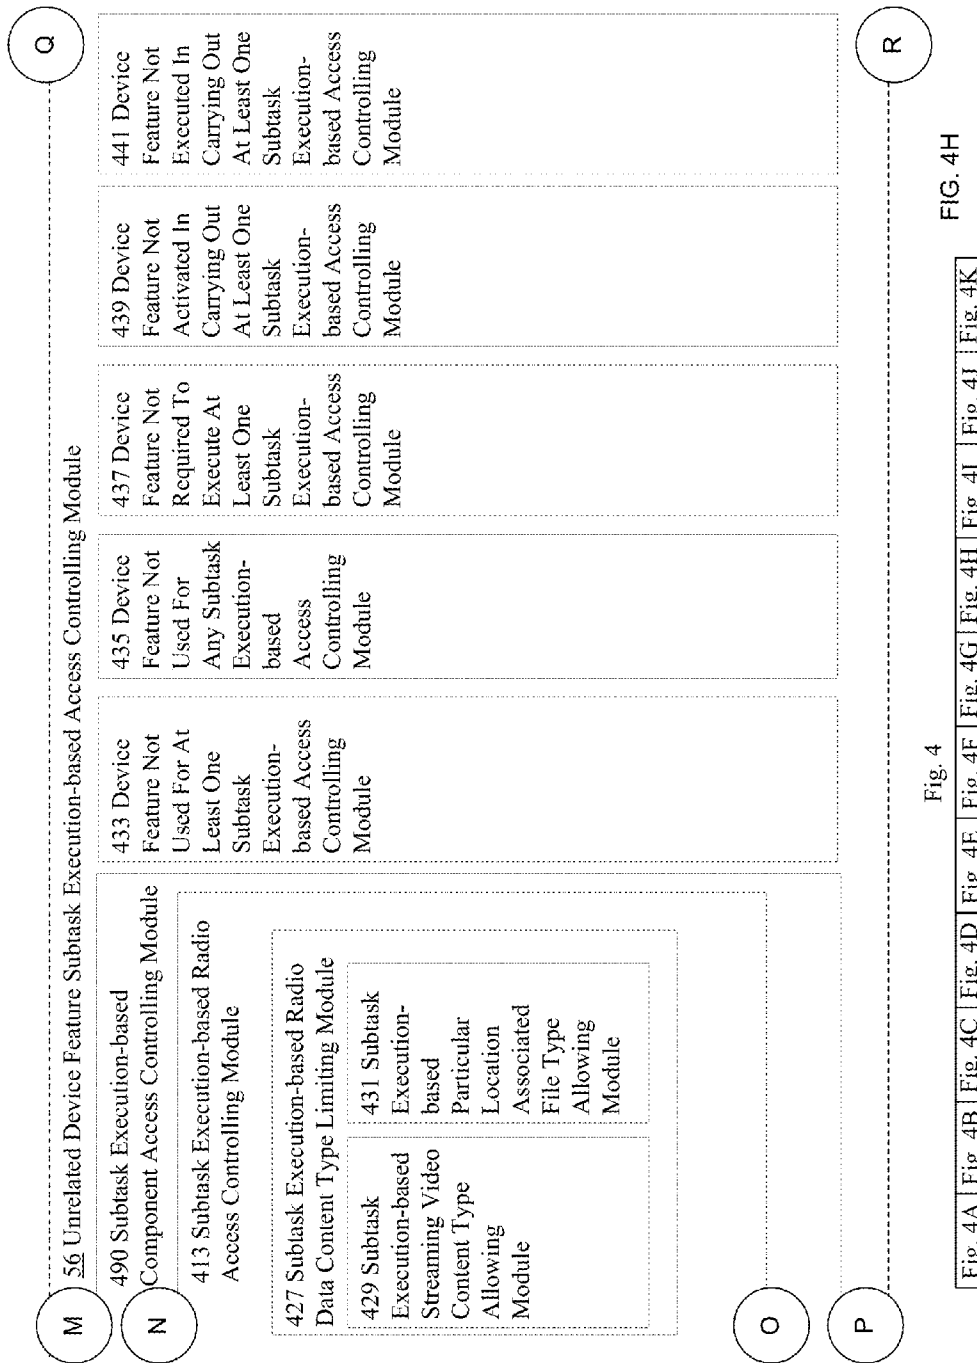 M
Q
56 Unrelated Device Feature Subtask Execution-based Access Controlling Module
N
490 Subtask Execution-based
Component Access Controlling Module
413 Subtask Execution-based Radio
Access Controlling Module
427 Subtask Execution-based Radio
Data Content Type Limiting Module
429 Subtask
Execution-based
Streaming Video
Content Type
Allowing
Module
431 Subtask
Execution-
based
Particular
Location
Associated
File Type
Allowing
Module
433 Device
Feature Not
Used For At
Least One
Subtask
Execution-
based Access
Controlling
Module
435 Device
Feature Not
Used For
Any Subtask
Execution-
based
Access
Controlling
Module
437 Device
Feature Not
Required To
Execute At
Least One
Subtask
Execution-
based Access
Controlling
Module
439 Device
Feature Not
Activated In
Carrying Out
At Least One
Subtask
Execution-
based Access
Controlling
Module
441 Device
Feature Not
Executed In
Carrying Out
At Least One
Subtask
Execution-
based Access
Controlling
Module
O
P
R
Fig. 4
FIG. 4H
Fig. 4A Fig. 4B Fig. 4C Fig. 4D Fig. 4E Fig. 4F Fig. 4G Fig. 4H Fig. 4I Fig. 4J Fig. 4K